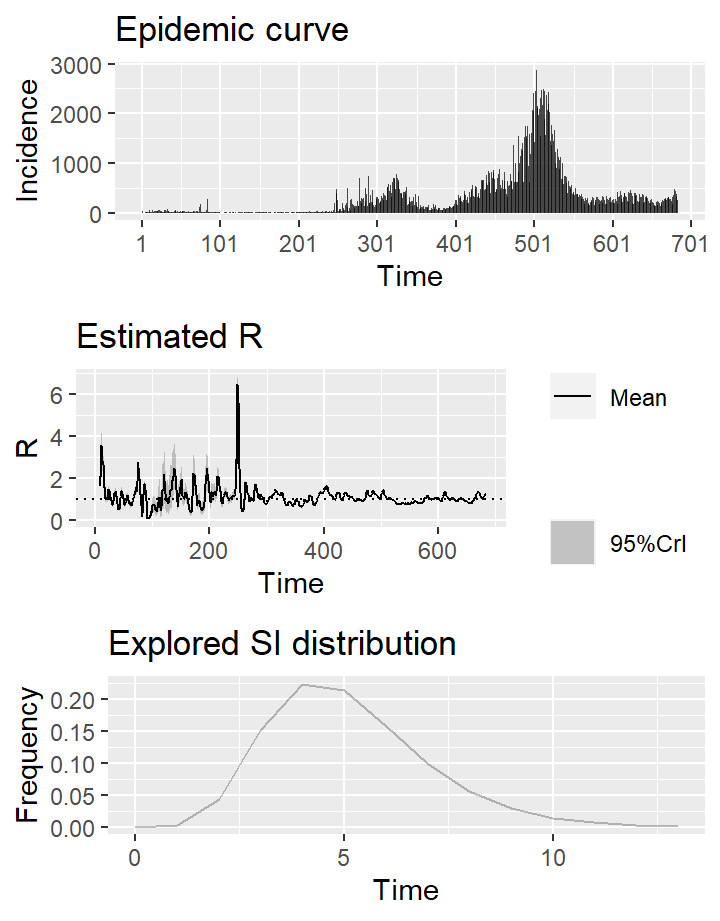 Epidemic curve
3000
2000
1000
0
Incidence
1 101 201 301 401 501 601 701
Time
Estimated R
6
4
2
0
R
0 200 400 600
Time
Mean
95%CrI
Explored SI distribution
0.20
0.15
0.10
0.05
0.00
Frequency
0 5 10
Time